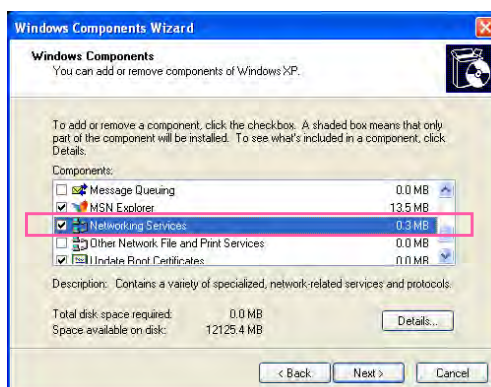 Windows Components Wizard
Windows Components
You can add or remove components of Windows XP.
To add or remove a component, click the checkbox. A shaded box means that only
part of the component will be installed. To see what's included in a component, click
Details.
Components:
Message Queuing 0.0 MB
MSN Explorer 13.5 MB
Networking Services 0.3 MB
Other Network File and Print Services 0.0 MB
Update Root Certificates 0.0 MB
Description: Contains a variety of specialized, network-related services and protocols.
Total disk space required: 0.0 MB
Space available on disk: 12125.4 MB
Details...
< Back Next > Cancel